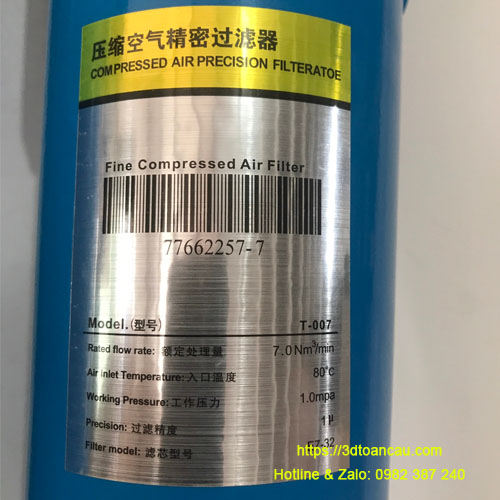 压缩空气精密过滤器
COMPRESSED AIR PRECISION FILTERATOE
Fine Compressed Air Filter
77662257-7
Model.(型号) T-007
Rated flow rate: 额定处理量 7.0Nm³/min
Air inlet Temperature: 入口温度 80°C
Working Pressure: 工作压力 1.0mpa
Precision: 过滤精度 1μ
Filter model: 滤芯型号
https://3dtoancau.com/
Hotline & Zalo: 0982 387 240